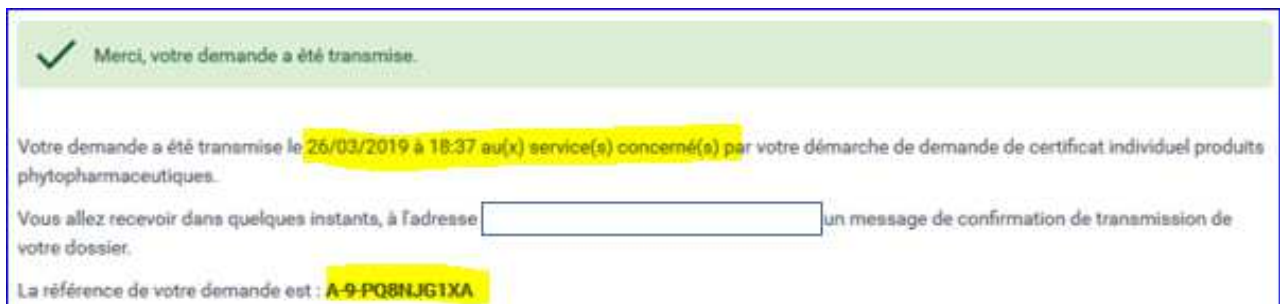 Merci, votre demande a été transmise.
Votre demande a été transmise le 26/03/2019 à 18:37 au(x) service(s) concerné(s) par votre démarche de demande de certificat individuel produits
phytopharmaceutiques.
Vous allez recevoir dans quelques instants, à l'adresse un message de confirmation de transmission de
votre dossier.
La référence de votre demande est : A-9-PQ8NJG1XA